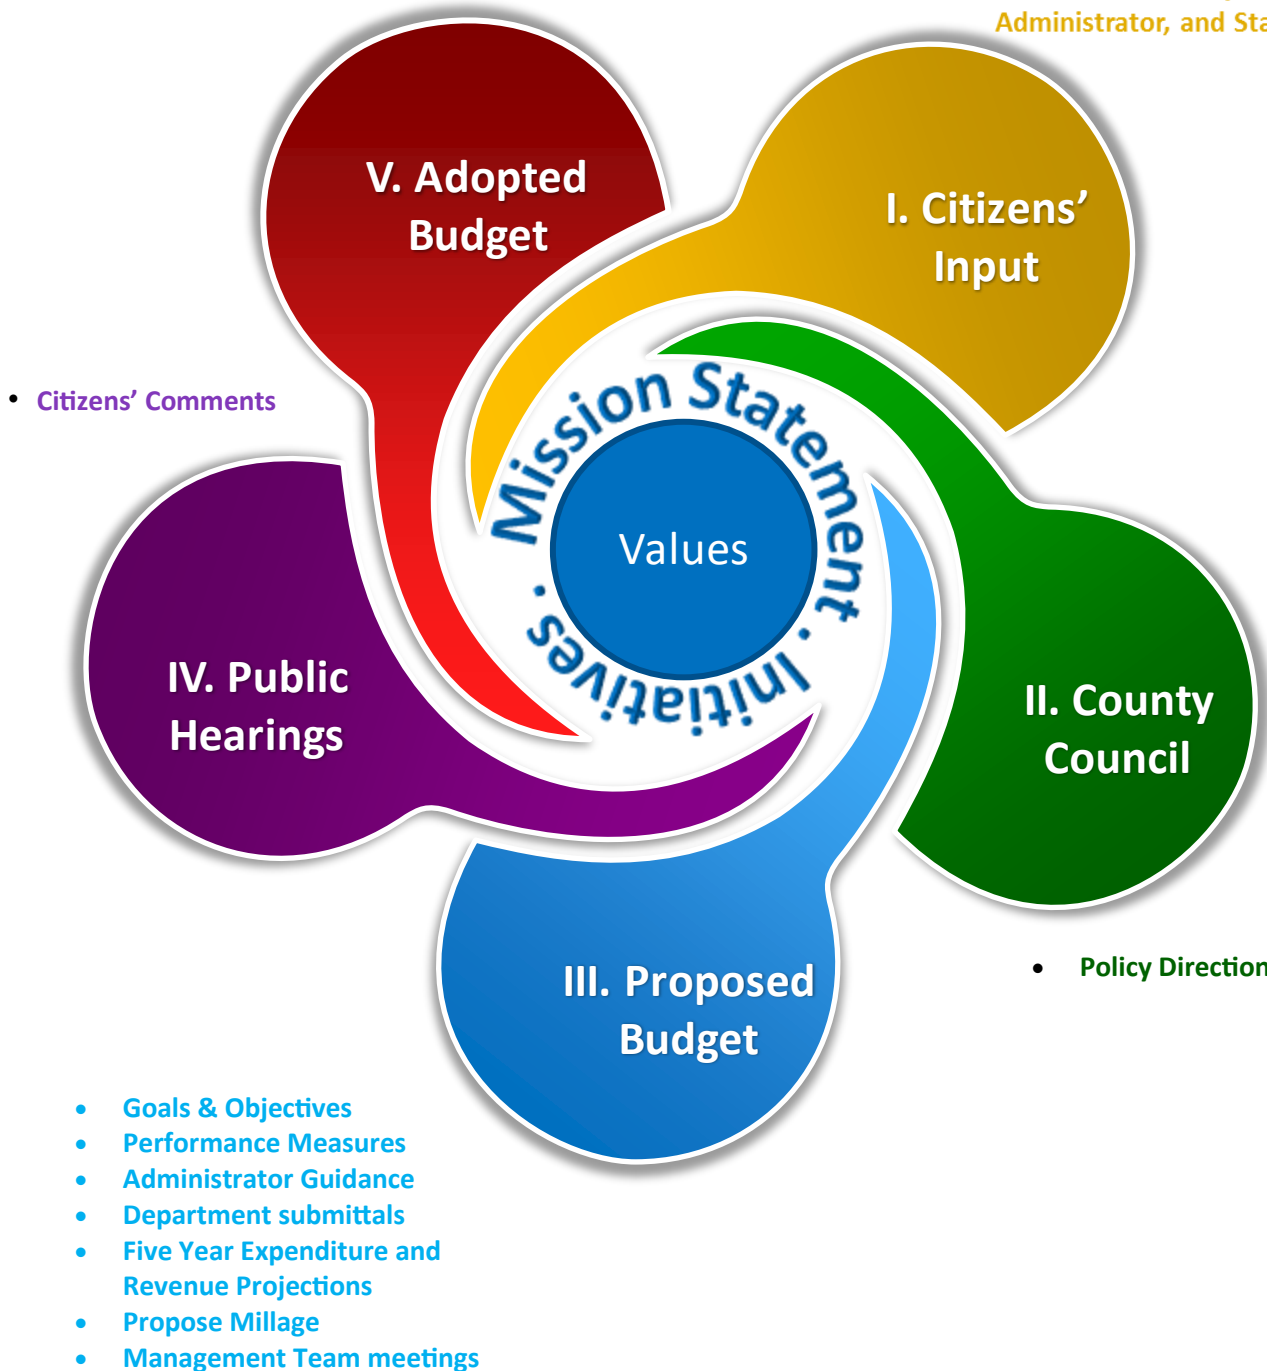 Administrator, and
V. Adopted
Budget
I. Citizens’
Input
• Citizens’ Comments
Mission Statement . Initiatives .
Values
IV. Public
Hearings
II. County
Council
III. Proposed
Budget
• Policy Direction
• Goals & Objectives
• Performance Measures
• Administrator Guidance
• Department submittals
• Five Year Expenditure and
Revenue Projections
• Propose Millage
• Management Team meetings